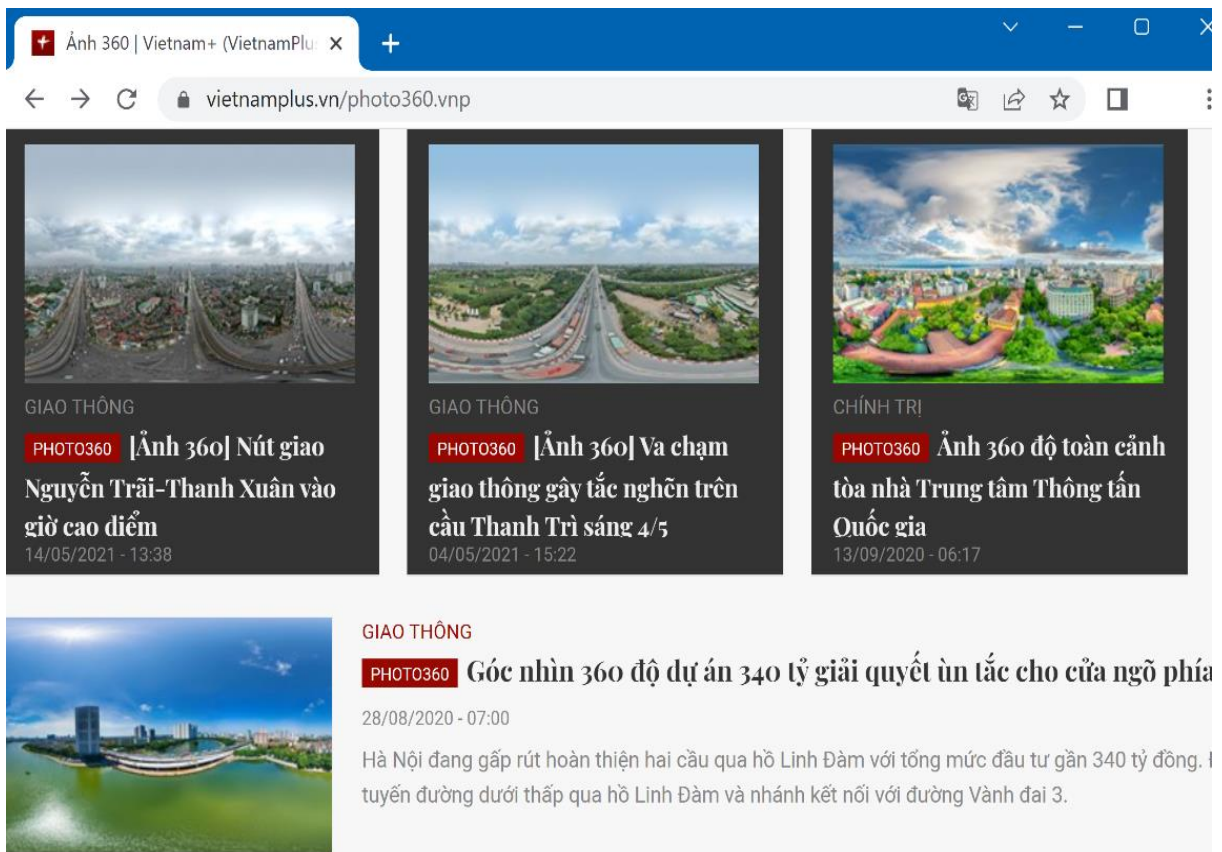 Ảnh 360 | Vietnam+ (VietnamPlu
vietnamplus.vn/photo360.vnp
GIAO THÔNG
PHOTO360 [Ảnh 360] Nút giao
Nguyễn Trãi-Thanh Xuân vào
giờ cao điểm
14/05/2021 - 13:38
GIAO THÔNG
PHOTO360 [Ảnh 360] Va chạm
giao thông gây tắc nghẽn trên
cầu Thanh Trì sáng 4/5
04/05/2021 - 15:22
CHÍNH TRỊ
PHOTO360 Ảnh 360 độ toàn cảnh
tòa nhà Trung tâm Thông tấn
Quốc gia
13/09/2020 - 06:17
GIAO THÔNG
PHOTO360 Góc nhìn 360 độ dự án 340 tỷ giải quyết ùn tắc cho cửa ngõ phía
28/08/2020 - 07:00
Hà Nội đang gấp rút hoàn thiện hai cầu qua hồ Linh Đàm với tổng mức đầu tư gần 340 tỷ đồng.
tuyến đường dưới thấp qua hồ Linh Đàm và nhánh kết nối với đường Vành đai 3.